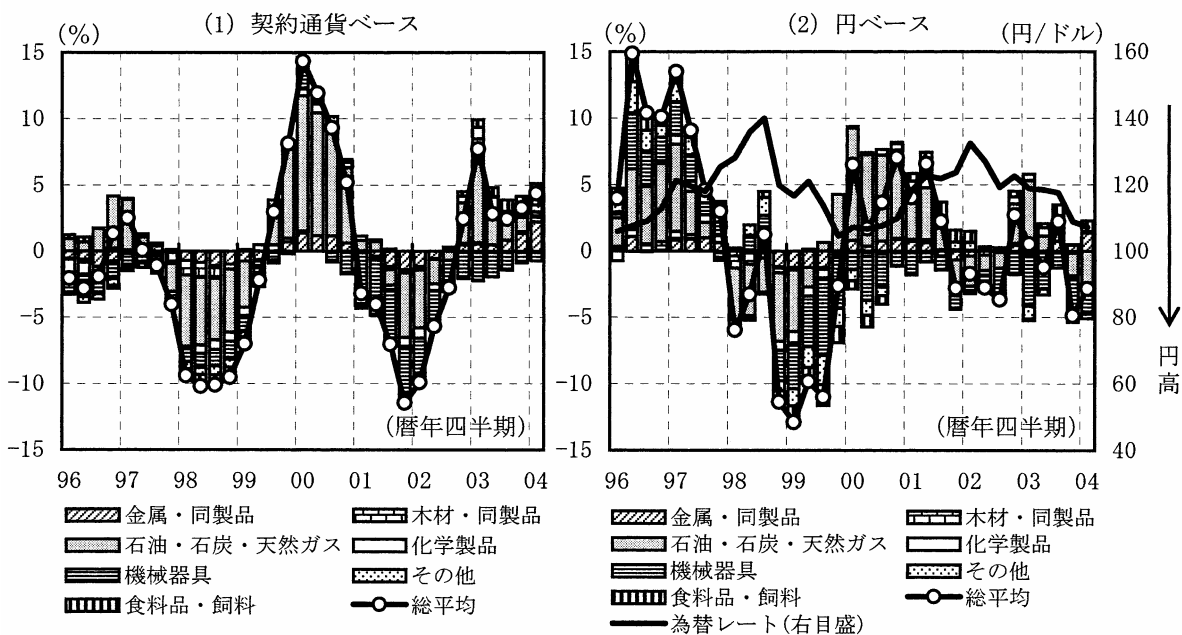 (1) 契約通貨ベース
(%)
15
10
5
0
-5
-10
-15
(暦年四半期)
96 97 98 99 00 01 02 03 04
金属・同製品 木材・同製品
石油・石炭・天然ガス 化学製品
機械器具 その他
食料品・飼料 総平均
(2) 円ベース
(%) (円/ドル)
15 160
10 140
5 120
0 100
-5 80
-10 60
-15 40
円高
(暦年四半期)
96 97 98 99 00 01 02 03 04
金属・同製品 木材・同製品
石油・石炭・天然ガス 化学製品
機械器具 その他
食料品・飼料 総平均
為替レート(右目盛)